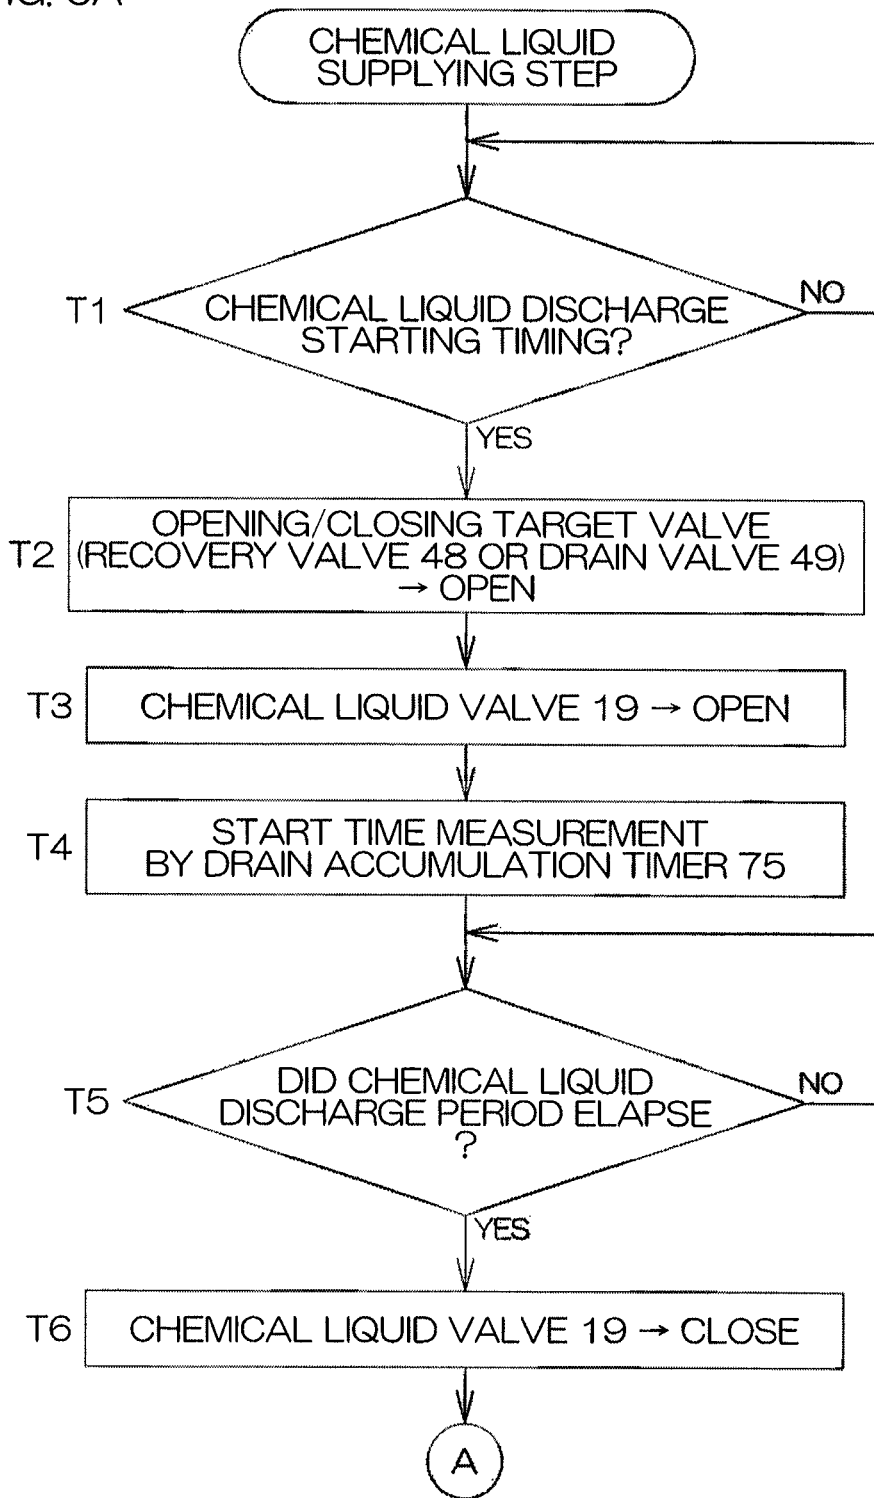 CHEMICAL LIQUID
SUPPLYING STEP
T1
CHEMICAL LIQUID DISCHARGE
STARTING TIMING?
NO
YES
T2
OPENING/CLOSING TARGET VALVE
(RECOVERY VALVE 48 OR DRAIN VALVE 49)
→ OPEN
T3
CHEMICAL LIQUID VALVE 19 → OPEN
T4
START TIME MEASUREMENT
BY DRAIN ACCUMULATION TIMER 75
T5
DID CHEMICAL LIQUID
DISCHARGE PERIOD ELAPSE
?
NO
YES
T6
CHEMICAL LIQUID VALVE 19 → CLOSE
A